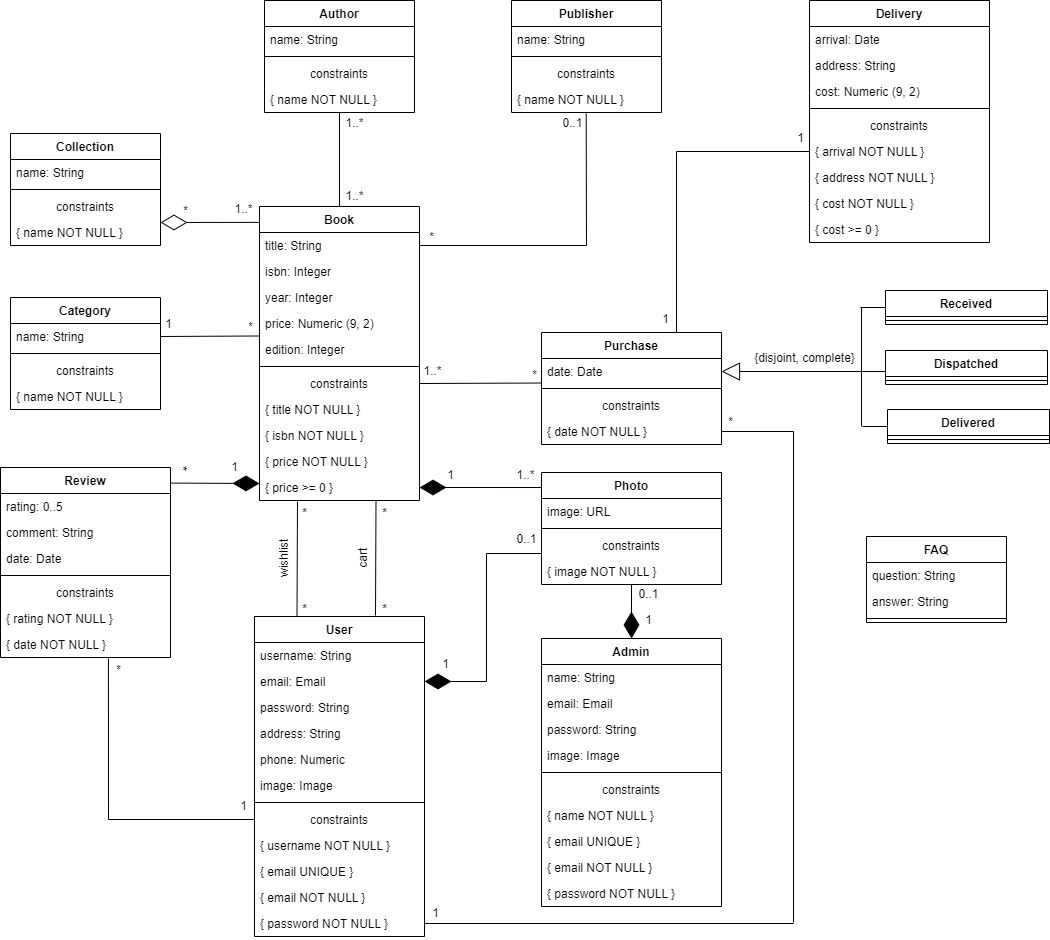 Author
name: String
constraints
{ name NOT NULL }
1..*
1..*
Publisher
name: String
constraints
{ name NOT NULL }
0..1
*
Delivery
arrival: Date
address: String
cost: Numeric (9, 2)
constraints
{ arrival NOT NULL }
{ address NOT NULL }
{ cost NOT NULL }
{ cost >= 0 }
1
1
Collection
name: String
constraints
{ name NOT NULL }
*
1..*
Book
title: String
isbn: Integer
year: Integer
price: Numeric (9, 2)
edition: Integer
constraints
{ title NOT NULL }
{ isbn NOT NULL }
{ price NOT NULL }
{ price >= 0 }
Category
name: String
constraints
{ name NOT NULL }
1
*
1..*
*
Purchase
date: Date
constraints
{ date NOT NULL }
*
{disjoint, complete}
Received
Dispatched
Delivered
Review
rating: 0..5
comment: String
date: Date
constraints
{ rating NOT NULL }
{ date NOT NULL }
*
1
*
1
1
1..*
Photo
image: URL
constraints
{ image NOT NULL }
0..1
0..1
1
1
*
*
wishlist
cart
*
*
FAQ
question: String
answer: String
User
username: String
email: Email
password: String
address: String
phone: Numeric
image: Image
constraints
{ username NOT NULL }
{ email UNIQUE }
{ email NOT NULL }
{ password NOT NULL }
1
Admin
name: String
email: Email
password: String
image: Image
constraints
{ name NOT NULL }
{ email UNIQUE }
{ email NOT NULL }
{ password NOT NULL }